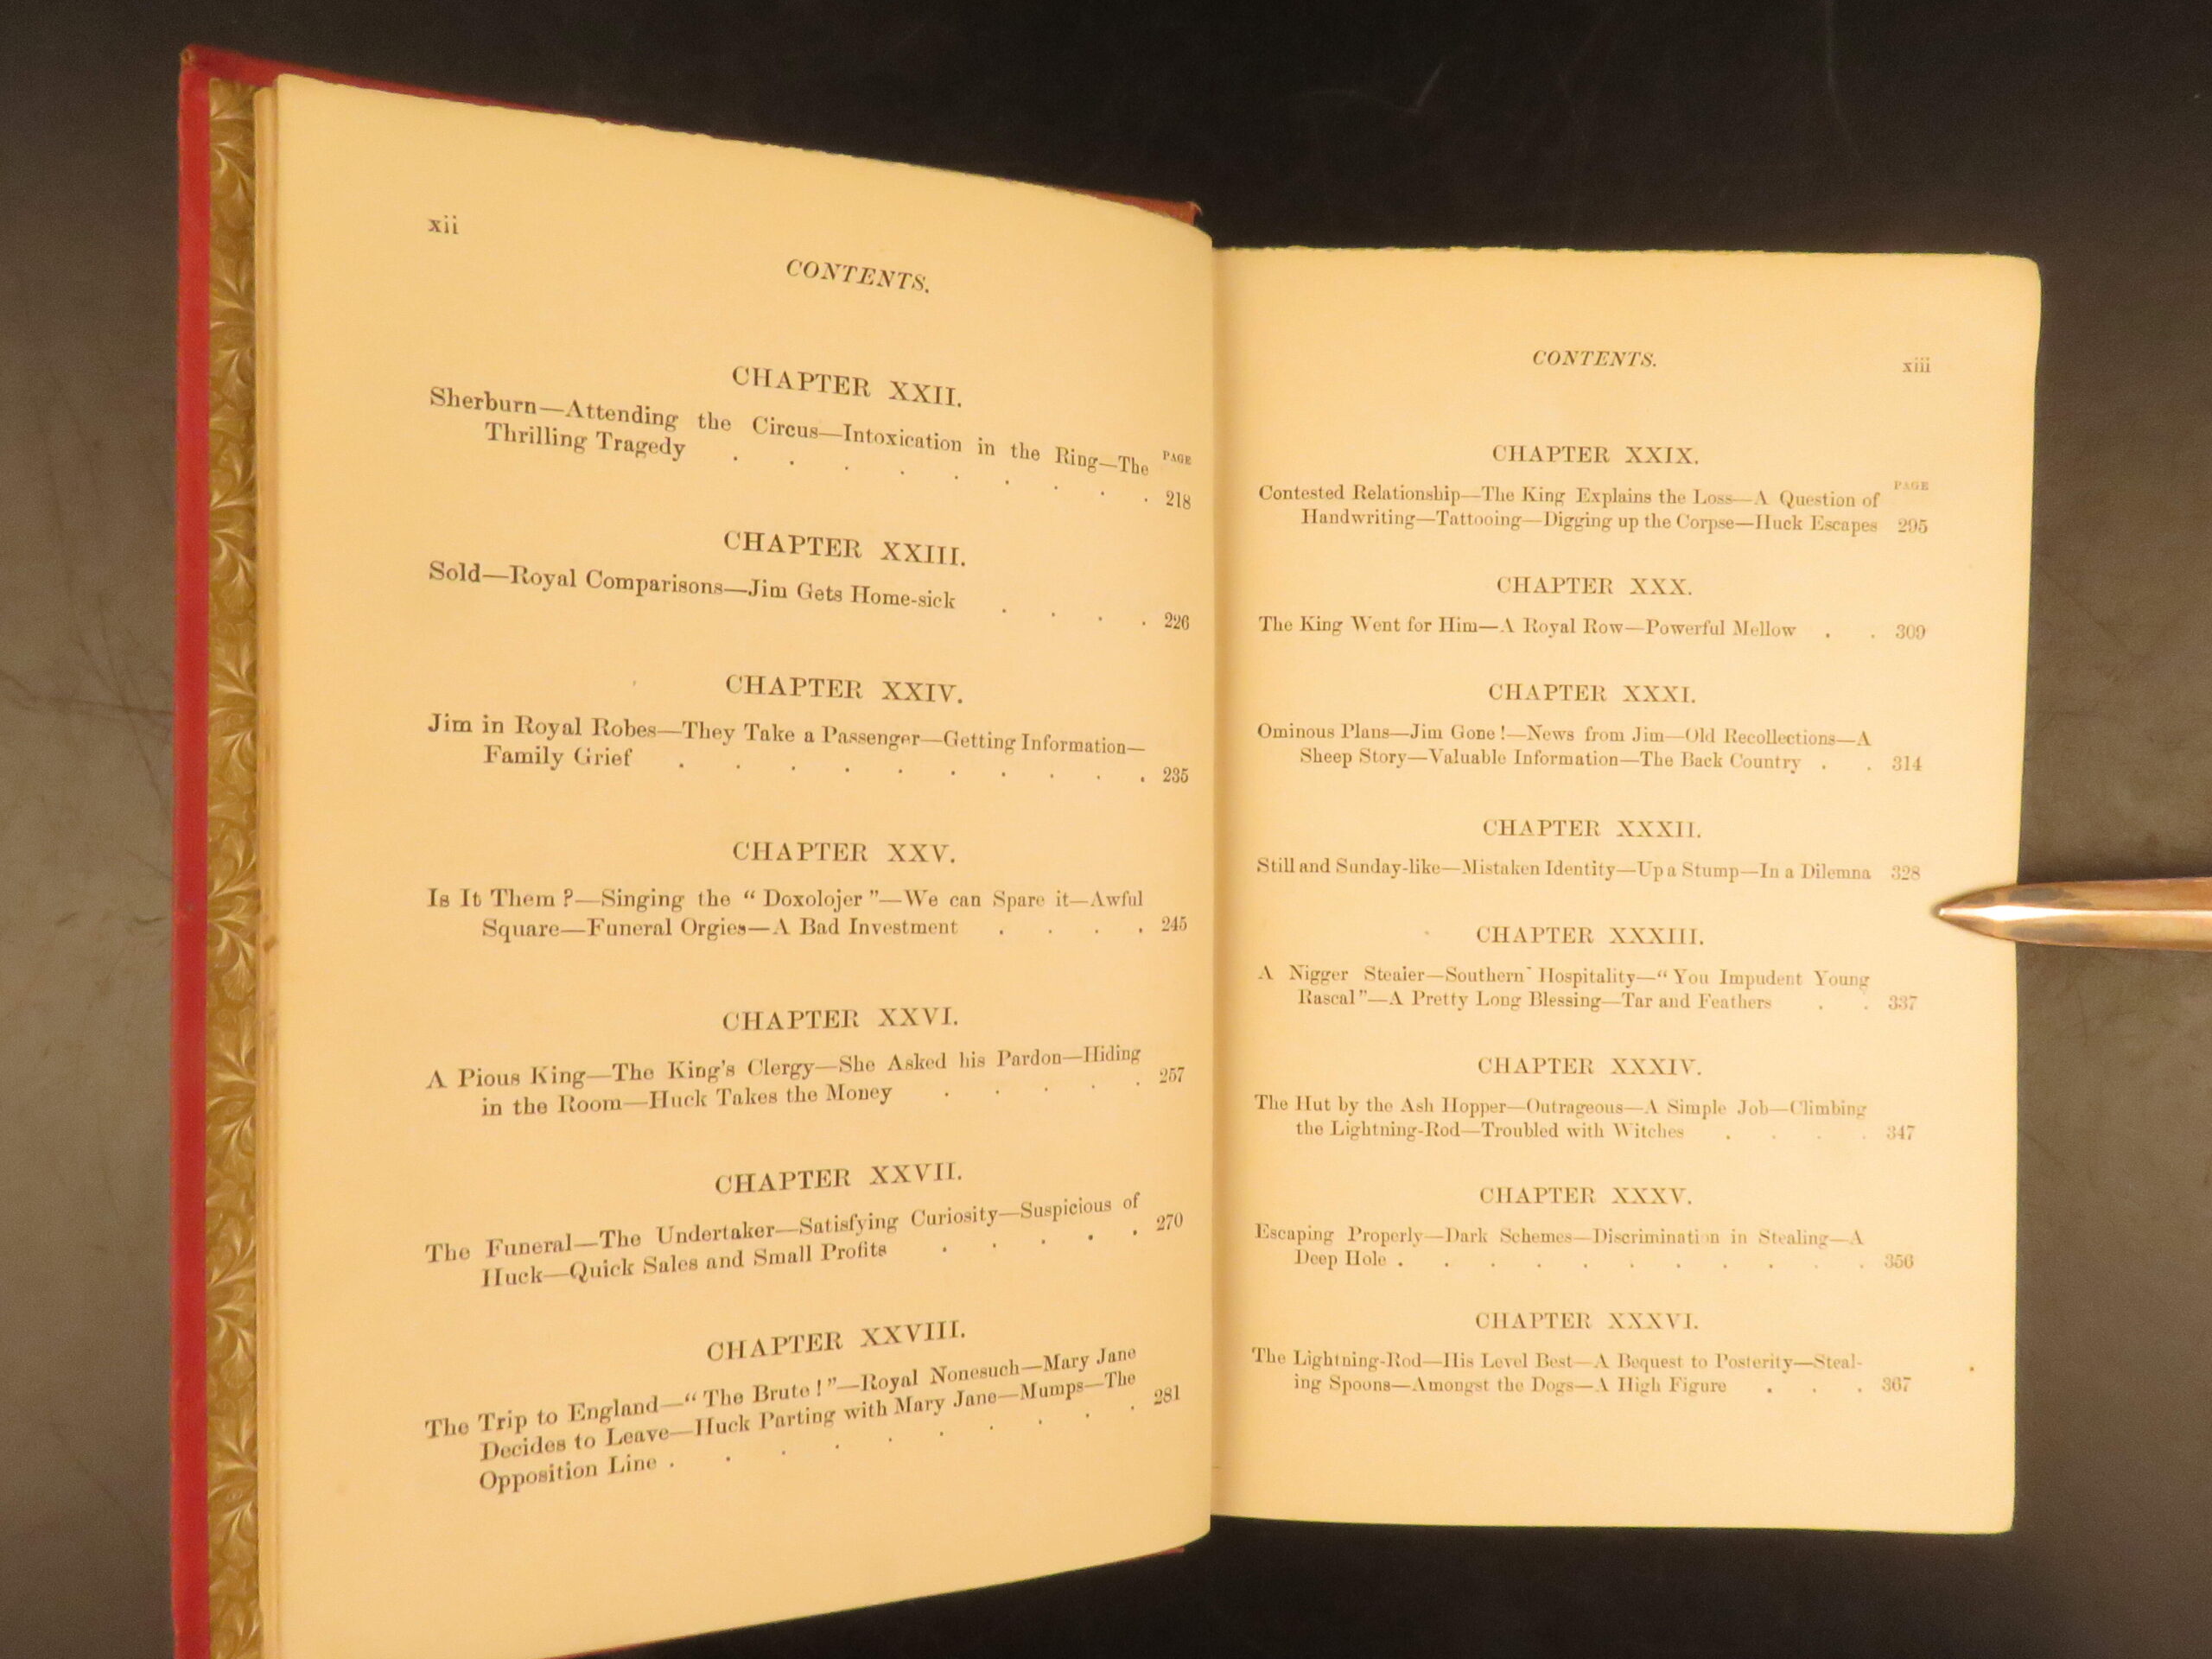 xii
CONTENTS.
CHAPTER XXII.
PAGE
Sherburn—Attending the Circus—Intoxication in the Ring—The
Thrilling Tragedy . . . . . . . . . 218
CHAPTER XXIII.
Sold—Royal Comparisons—Jim Gets Home-sick . . . . 226
CHAPTER XXIV.
Jim in Royal Robes—They Take a Passenger—Getting Information—
Family Grief . . . . . . . . . . 235
CHAPTER XXV.
Is It Them ?—Singing the “ Doxolojer ”—We can Spare it—Awful
Square—Funeral Orgies—A Bad Investment . . . . 245
CHAPTER XXVI.
A Pious King—The King's Clergy—She Asked his Pardon—Hiding
in the Room—Huck Takes the Money . . . . . 257
CHAPTER XXVII.
The Funeral—The Undertaker—Satisfying Curiosity—Suspicious of
Huck—Quick Sales and Small Profits . . . . . 270
CHAPTER XXVIII.
The Trip to England—“ The Brute ! ”—Royal Nonesuch—Mary Jane
Decides to Leave—Huck Parting with Mary Jane—Mumps—The
Opposition Line . . . . . . . . . . 281
CONTENTS. xiii
CHAPTER XXIX.
PAGE
Contested Relationship—The King Explains the Loss—A Question of
Handwriting—Tattooing—Digging up the Corpse—Huck Escapes 295
CHAPTER XXX.
The King Went for Him—A Royal Row—Powerful Mellow . . 309
CHAPTER XXXI.
Ominous Plans—Jim Gone !—News from Jim—Old Recollections—A
Sheep Story—Valuable Information—The Back Country . . 314
CHAPTER XXXII.
Still and Sunday-like—Mistaken Identity—Up a Stump—In a Dilemna 328
CHAPTER XXXIII.
A Nigger Stealer—Southern Hospitality—“ You Impudent Young
Rascal ”—A Pretty Long Blessing—Tar and Feathers . . 337
CHAPTER XXXIV.
The Hut by the Ash Hopper—Outrageous—A Simple Job—Climbing
the Lightning-Rod—Troubled with Witches . . . . 347
CHAPTER XXXV.
Escaping Properly—Dark Schemes—Discrimination in Stealing—A
Deep Hole . . . . . . . . . . . 356
CHAPTER XXXVI.
The Lightning-Rod—His Level Best—A Bequest to Posterity—Steal-
ing Spoons—Amongst the Dogs—A High Figure . . . 367